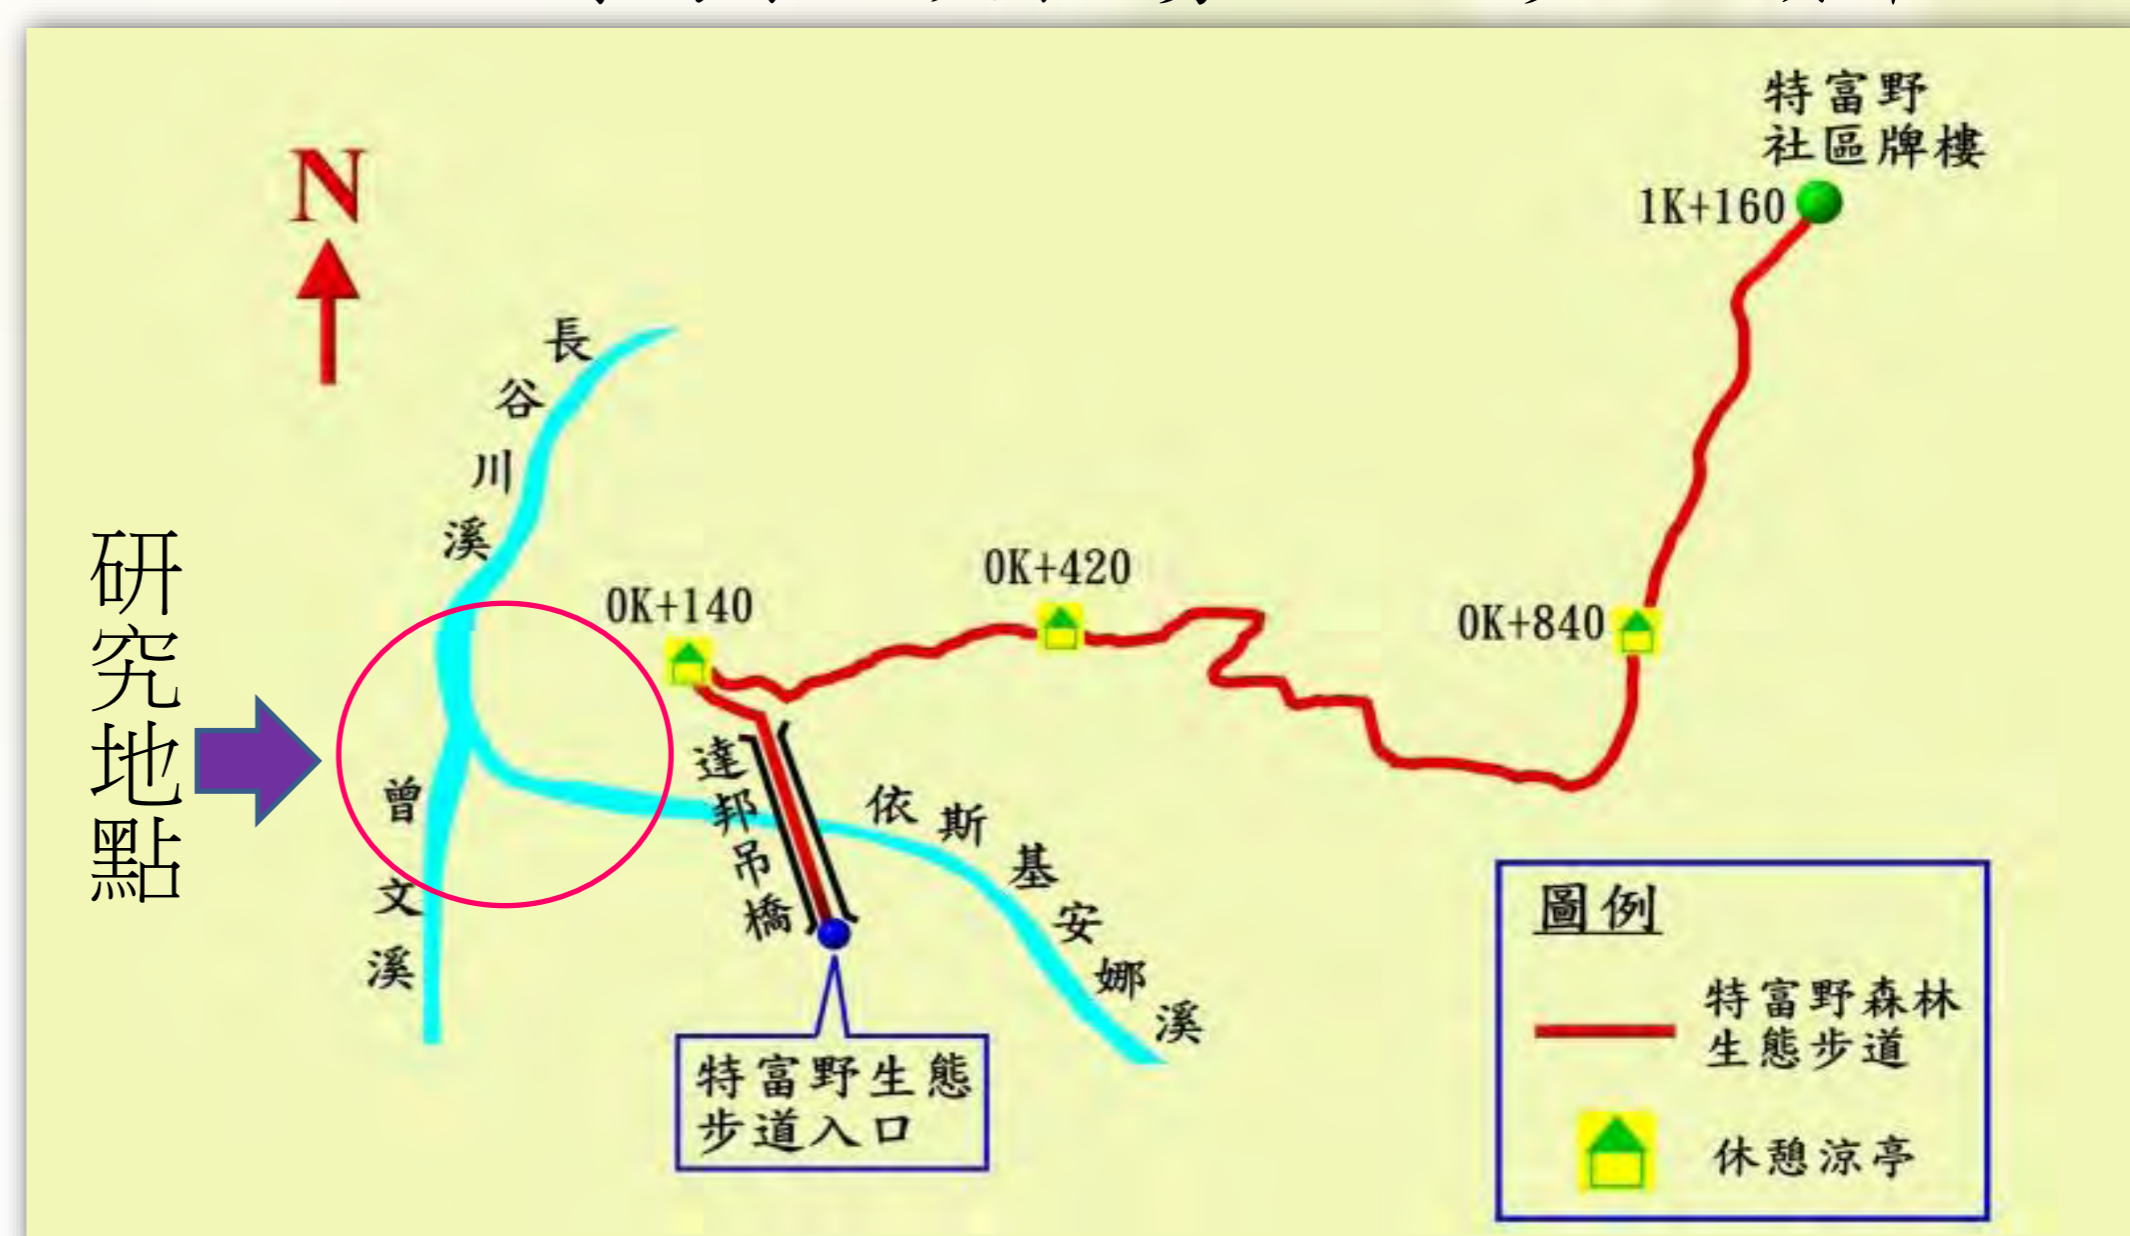 特富野
社區牌樓
1K+160
N
長谷川溪
0K+420
0K+140
0K+840
研究地點
達邦吊橋
曾文溪
依斯基安娜溪
特富野生態
步道入口
圖例
特富野森林
生態步道
休憩涼亭